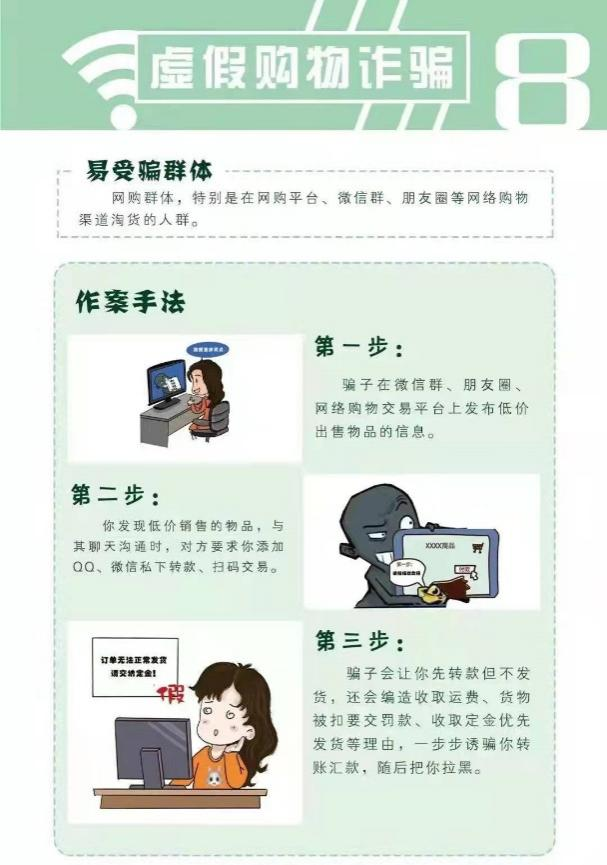 虚假购物诈骗
8
易受骗群体
网购群体，特别是在网购平台、微信群、朋友圈等网络购物
渠道淘货的人群。
作案手法
第一步：
骗子在微信群、朋友圈、
网络购物交易平台上发布低价
出售物品的信息。
第二步：
你发现低价销售的物品，与
其聊天沟通时，对方要求你添加
QQ、微信私下转款、扫码交易。
XXXX商品
付款
订单无法正常发货
请交纳定金！
假
第三步：
骗子会让你先转款但不发
货，还会编造收取运费、货物
被扣要交罚款、收取定金优先
发货等理由，一步步诱骗你转
账汇款，随后把你拉黑。